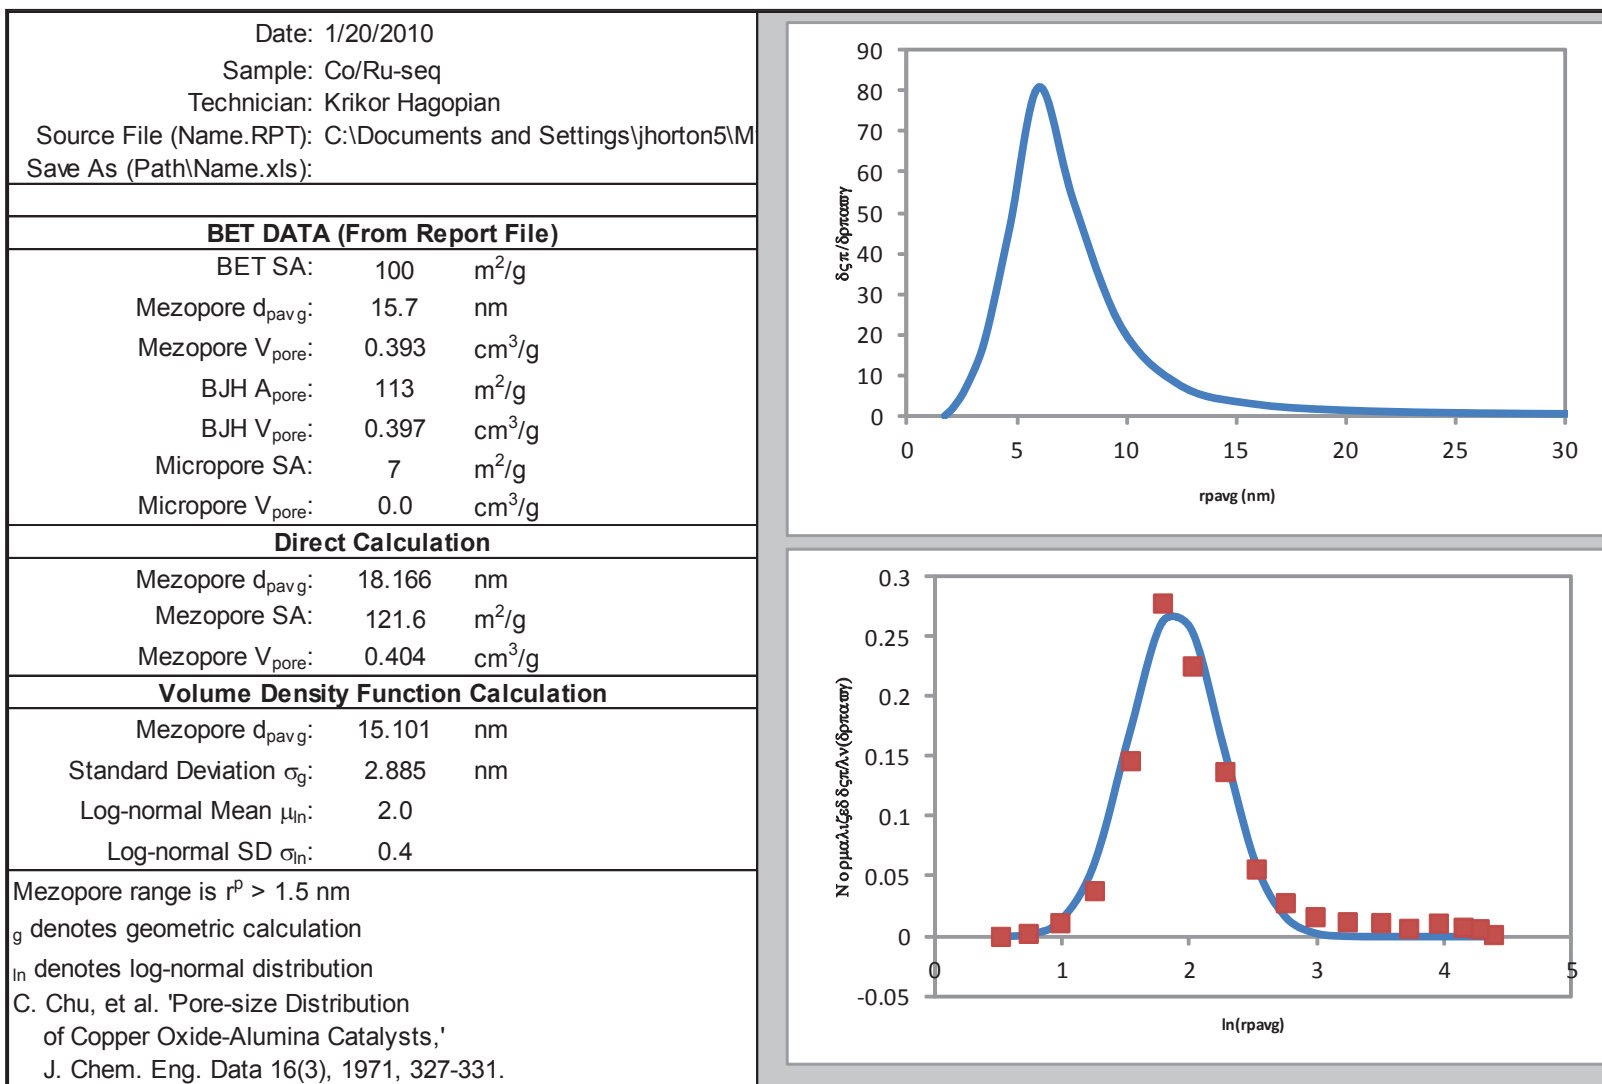 Date: 1/20/2010
Sample: Co/Ru-seq
Technician: Krikor Hagopian
Source File (Name.RPT): C:\Documents and Settings\jhorton5\M
Save As (Path\Name.xls):
BET DATA (From Report File)
BET SA: 100 m²/g
Mezopore dpavg: 15.7 nm
Mezopore Vpore: 0.393 cm³/g
BJH Apore: 113 m²/g
BJH Vpore: 0.397 cm³/g
Micropore SA: 7 m²/g
Micropore Vpore: 0.0 cm³/g
Direct Calculation
Mezopore dpavg: 18.166 nm
Mezopore SA: 121.6 m²/g
Mezopore Vpore: 0.404 cm³/g
Volume Density Function Calculation
Mezopore dpavg: 15.101 nm
Standard Deviation σg: 2.885 nm
Log-normal Mean μln: 2.0
Log-normal SD σln: 0.4
Mezopore range is rᵖ > 1.5 nm
g denotes geometric calculation
ln denotes log-normal distribution
C. Chu, et al. 'Pore-size Distribution
of Copper Oxide-Alumina Catalysts,'
J. Chem. Eng. Data 16(3), 1971, 327-331.
90
80
70
60
50
40
30
20
10
0
δςπ/δρπαϖγ
0 5 10 15 20 25 30
rpavg (nm)
0.3
0.25
0.2
0.15
0.1
0.05
0
-0.05
Νορμαλιζεδ δςπ/λν(δρπαϖγ)
0 1 2 3 4 5
ln(rpavg)